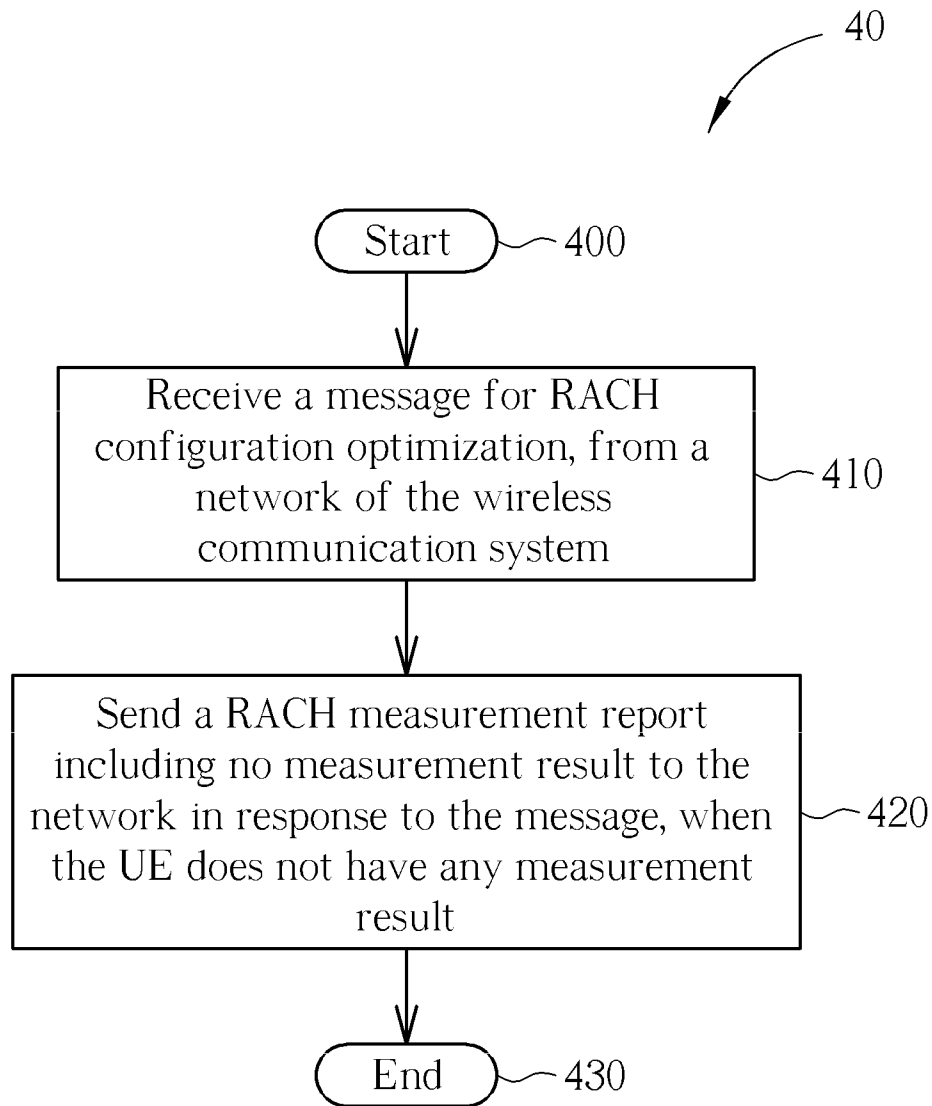 40
Start
400
Receive a message for RACH
configuration optimization, from a
network of the wireless
communication system
410
Send a RACH measurement report
including no measurement result to the
network in response to the message, when
the UE does not have any measurement
result
420
End
430